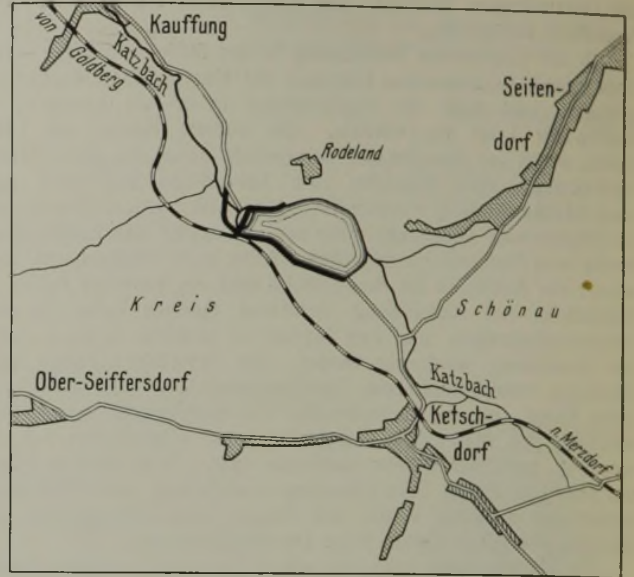 Kauffung
von Goldberg
Katzbach
Seiten-
dorf
Rodeland
Kreis
Schönau
Ober-Seiffersdorf
Katzbach
Ketsch-
dorf
n. Merzdorf